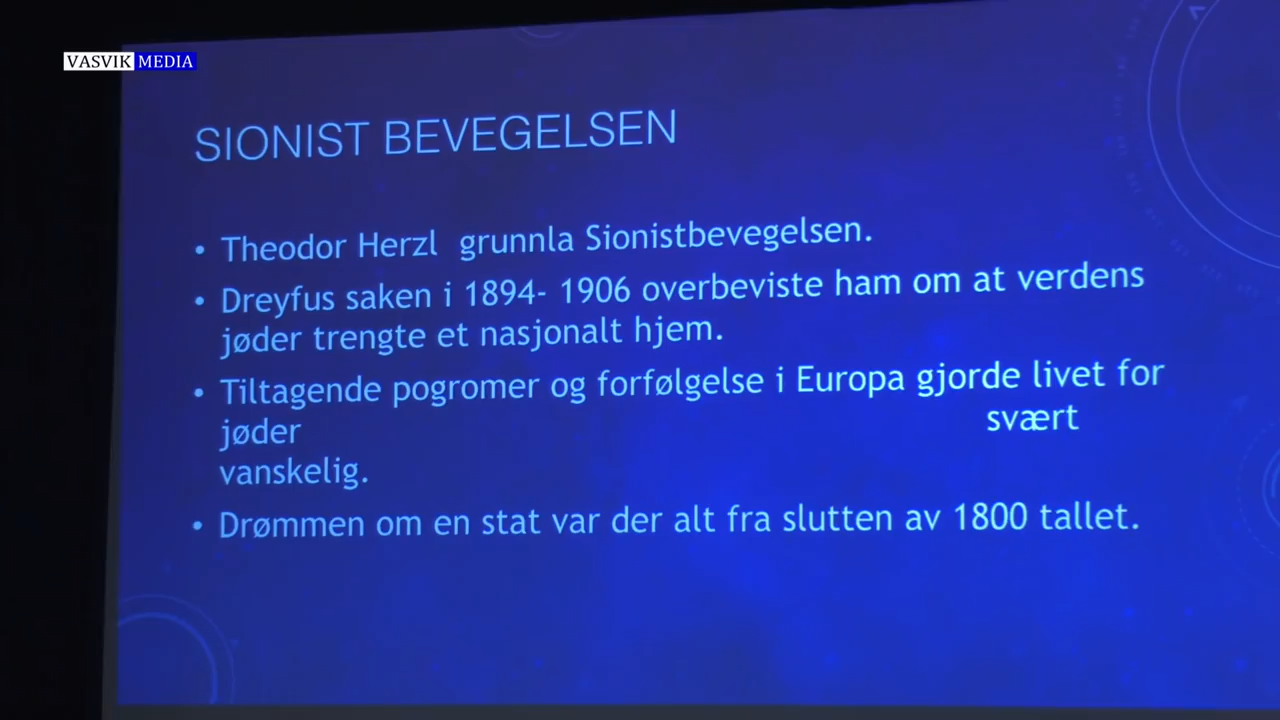 VASVIK MEDIA
SIONIST BEVEGELSEN
• Theodor Herzl grunnla Sionistbevegelsen.
• Dreyfus saken i 1894- 1906 overbeviste ham om at verdens
jøder trengte et nasjonalt hjem.
• Tiltagende pogromer og forfølgelse i Europa gjorde livet for
jøder svært
vanskelig.
• Drømmen om en stat var der alt fra slutten av 1800 tallet.